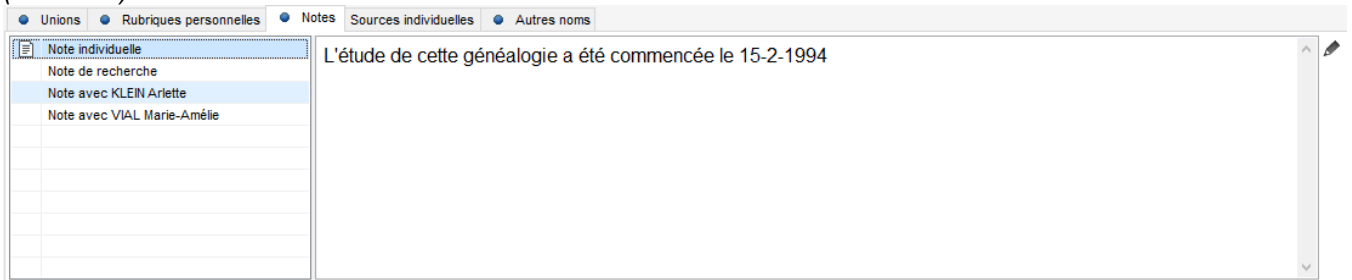 Unions Rubriques personnelles Notes Sources individuelles Autres noms
Note individuelle
Note de recherche
Note avec KLEIN Arlette
Note avec VIAL Marie-Amélie
L'étude de cette généalogie a été commencée le 15-2-1994